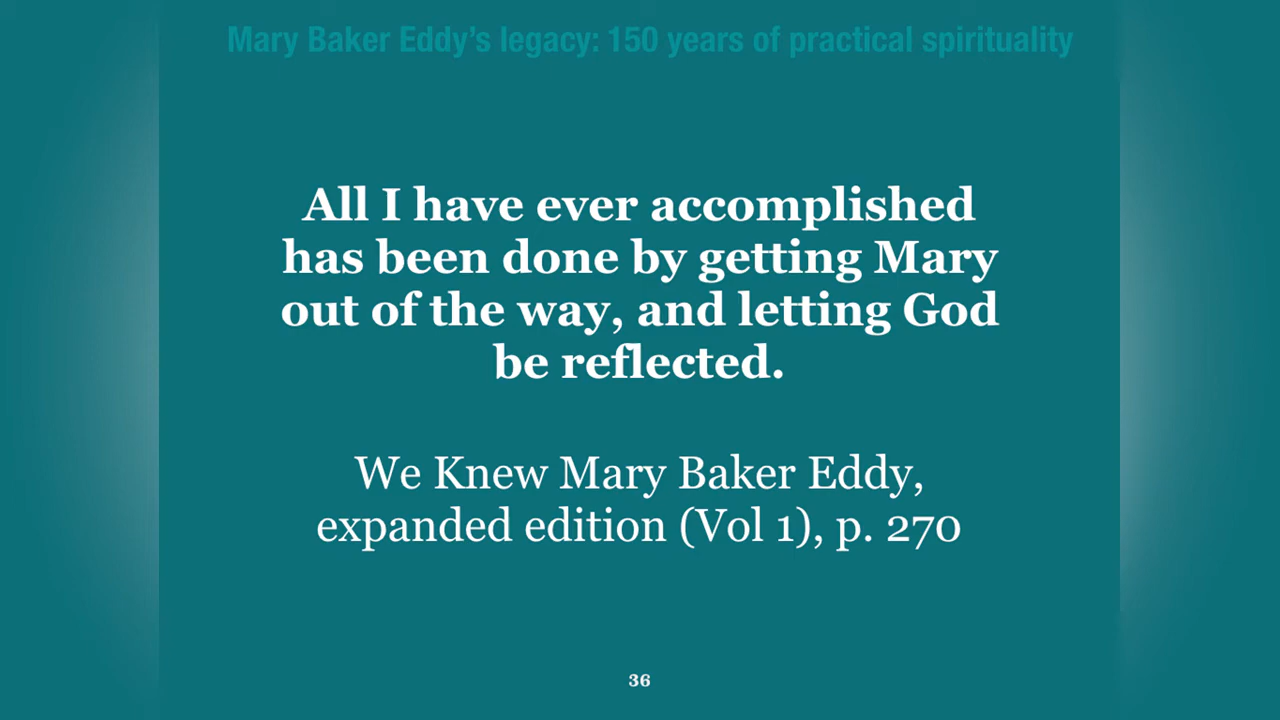 Mary Baker Eddy’s legacy: 150 years of practical spirituality
All I have ever accomplished
has been done by getting Mary
out of the way, and letting God
be reflected.
We Knew Mary Baker Eddy,
expanded edition (Vol 1), p. 270
36